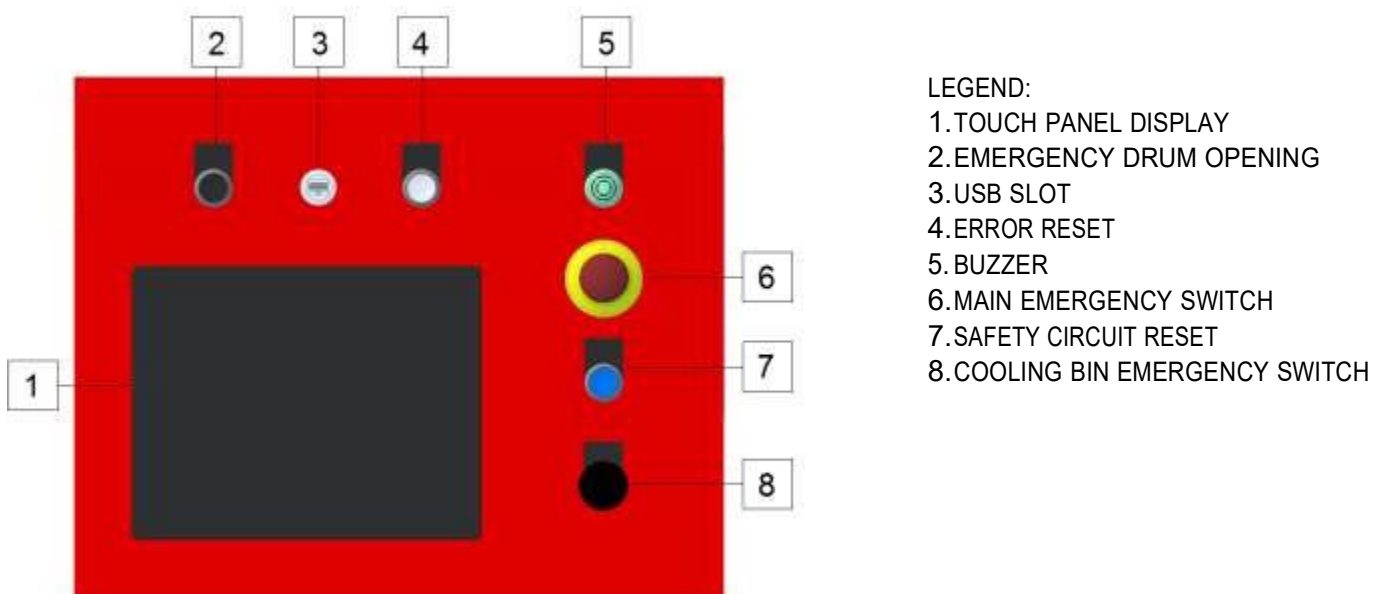 2 3 4 5
LEGEND:
1.TOUCH PANEL DISPLAY
2.EMERGENCY DRUM OPENING
3.USB SLOT
4.ERROR RESET
5.BUZZER
6.MAIN EMERGENCY SWITCH
7.SAFETY CIRCUIT RESET
8.COOLING BIN EMERGENCY SWITCH
6
7
1
8